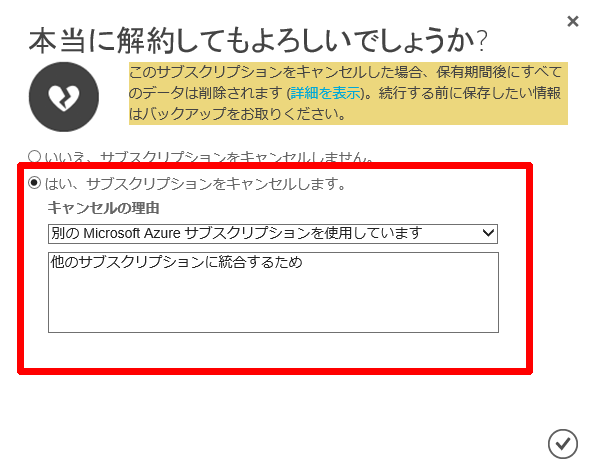 本当に解約してもよろしいでしょうか?
このサブスクリプションをキャンセルした場合、保有期間後にすべて
のデータは削除されます (詳細を表示)。続行する前に保存したい情報
はバックアップをお取りください。
いいえ、サブスクリプションをキャンセルしません。
はい、サブスクリプションをキャンセルします。
キャンセルの理由
別の Microsoft Azure サブスクリプションを使用しています
他のサブスクリプションに統合するため